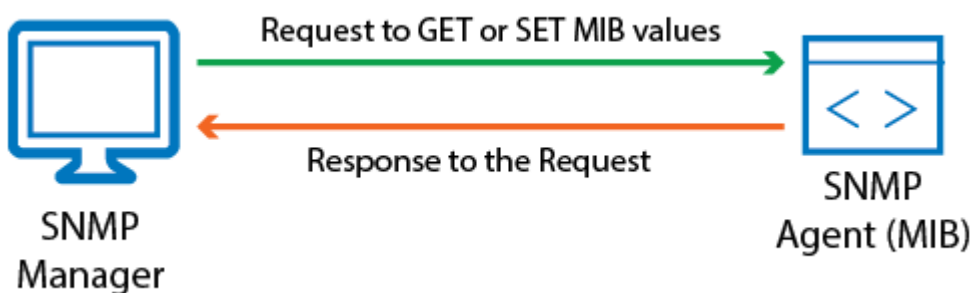 Request to GET or SET MIB values
Response to the Request
SNMP
Manager
< >
SNMP
Agent (MIB)